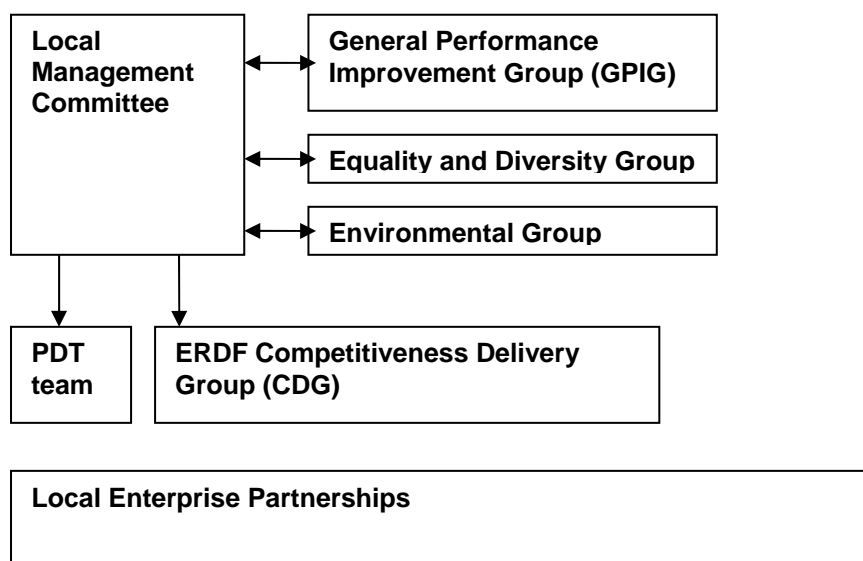 Local
Management
Committee
General Performance
Improvement Group (GPIG)
Equality and Diversity Group
Environmental Group
PDT
team
ERDF Competitiveness Delivery
Group (CDG)
Local Enterprise Partnerships